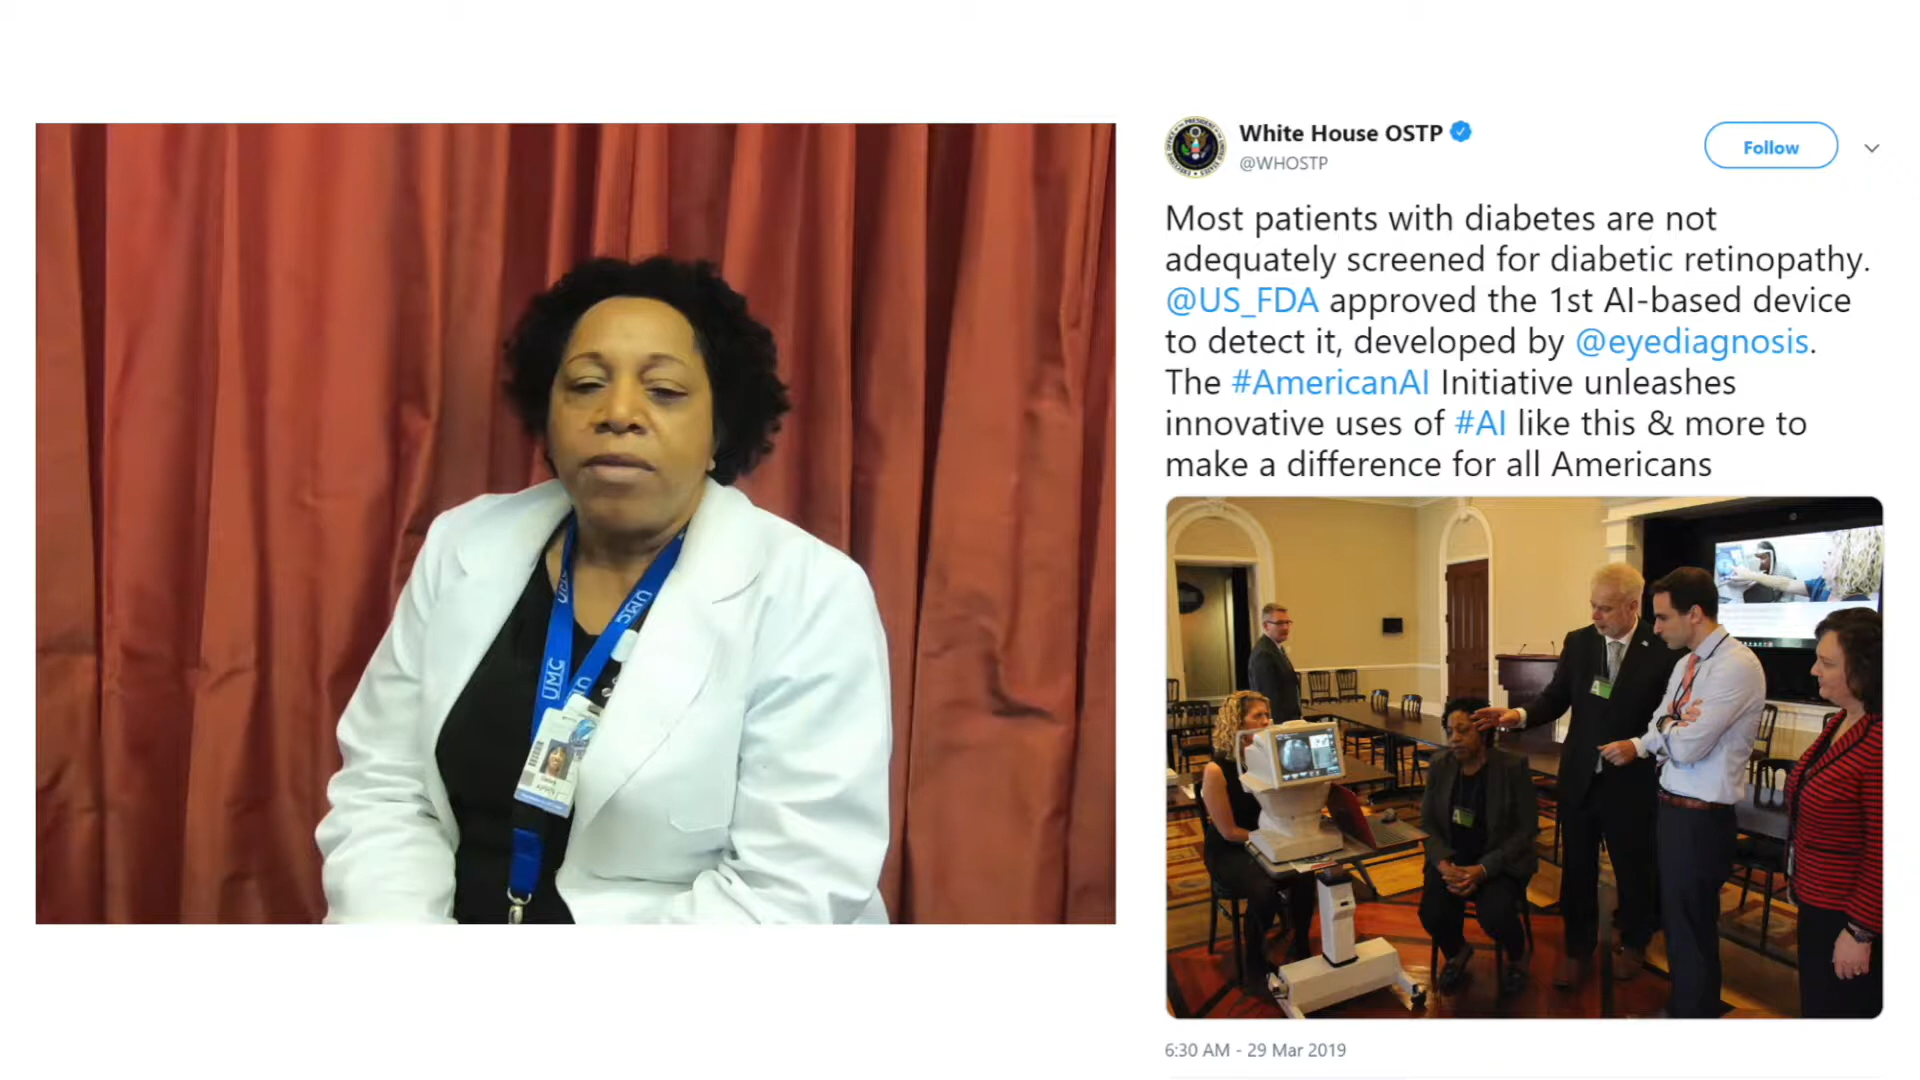 UMC
UMC
UMC
White House OSTP
@WHOSTP
Follow
Most patients with diabetes are not
adequately screened for diabetic retinopathy.
@US_FDA approved the 1st AI-based device
to detect it, developed by @eyediagnosis.
The #AmericanAI Initiative unleashes
innovative uses of #AI like this & more to
make a difference for all Americans
6:30 AM - 29 Mar 2019